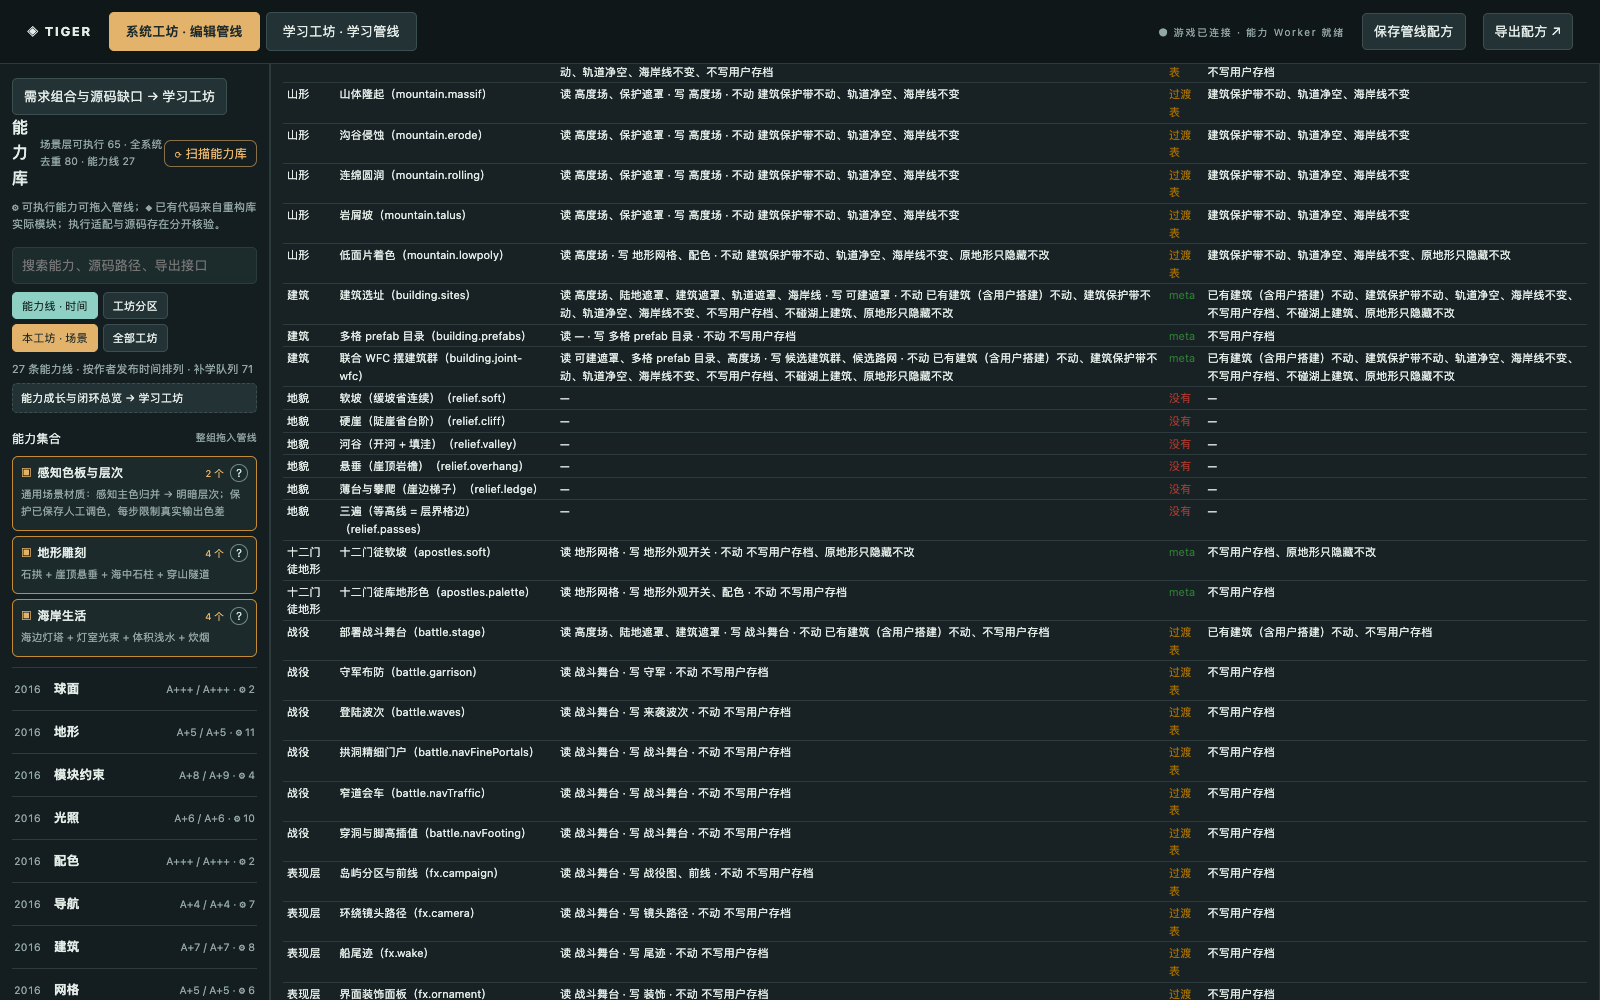 ◈ TIGER
系统工坊 · 编辑管线
学习工坊 · 学习管线
游戏已连接 · 能力 Worker 就绪
保存管线配方
导出配方 ↗
需求组合与源码缺口 → 学习工坊
能力库
场景层可执行 65 · 全系统
去重 80 · 能力线 27
⟳ 扫描能力库
⚙ 可执行能力可拖入管线；◆ 已有代码来自重构库
实际模块；执行适配与源码存在分开核验。
搜索能力、源码路径、导出接口
能力线 · 时间
工坊分区
本工坊 · 场景
全部工坊
27 条能力线 · 按作者发布时间排列 · 补学队列 71
能力成长与闭环总览 → 学习工坊
能力集合
整组拖入管线
▣ 感知色板与层次 2 个 ?
通用场景材质：感知主色归并 → 明暗层次；保
护已保存人工调色，每步限制真实输出色差
▣ 地形雕刻 4 个 ?
石拱 + 崖顶悬垂 + 海中石柱 + 穿山隧道
▣ 海岸生活 4 个 ?
海边灯塔 + 灯室光束 + 体积浅水 + 炊烟
2016 球面 A+++ / A+++ · ⚙ 2
2016 地形 A+5 / A+5 · ⚙ 11
2016 模块约束 A+8 / A+9 · ⚙ 4
2016 光照 A+6 / A+6 · ⚙ 10
2016 配色 A+++ / A+++ · ⚙ 2
2016 导航 A+4 / A+4 · ⚙ 7
2016 建筑 A+7 / A+7 · ⚙ 8
2016 网格 A+5 / A+5 · ⚙ 6
动、轨道净空、海岸线不变、不写用户存档 表 不写用户存档
山形 山体隆起（mountain.massif） 读 高度场、保护遮罩 · 写 高度场 · 不动 建筑保护带不动、轨道净空、海岸线不变 过渡 建筑保护带不动、轨道净空、海岸线不变
表
山形 沟谷侵蚀（mountain.erode） 读 高度场、保护遮罩 · 写 高度场 · 不动 建筑保护带不动、轨道净空、海岸线不变 过渡 建筑保护带不动、轨道净空、海岸线不变
表
山形 连绵圆润（mountain.rolling） 读 高度场、保护遮罩 · 写 高度场 · 不动 建筑保护带不动、轨道净空、海岸线不变 过渡 建筑保护带不动、轨道净空、海岸线不变
表
山形 岩屑坡（mountain.talus） 读 高度场、保护遮罩 · 写 高度场 · 不动 建筑保护带不动、轨道净空、海岸线不变 过渡 建筑保护带不动、轨道净空、海岸线不变
表
山形 低面片着色（mountain.lowpoly） 读 高度场 · 写 地形网格、配色 · 不动 建筑保护带不动、轨道净空、海岸线不变、原地形只隐藏不改 过渡 建筑保护带不动、轨道净空、海岸线不变、原地形只隐藏不改
表
建筑 建筑选址（building.sites） 读 高度场、陆地遮罩、建筑遮罩、轨道遮罩、海岸线 · 写 可建遮罩 · 不动 已有建筑（含用户搭建）不动、建筑保护带不 meta 已有建筑（含用户搭建）不动、建筑保护带不动、轨道净空、海岸线不变、
动、轨道净空、海岸线不变、不写用户存档、不碰湖上建筑、原地形只隐藏不改 不写用户存档、不碰湖上建筑、原地形只隐藏不改
建筑 多格 prefab 目录（building.prefabs） 读 — · 写 多格 prefab 目录 · 不动 不写用户存档 meta 不写用户存档
建筑 联合 WFC 摆建筑群（building.joint- 读 可建遮罩、多格 prefab 目录、高度场 · 写 候选建筑群、候选路网 · 不动 已有建筑（含用户搭建）不动、建筑保护带不 meta 已有建筑（含用户搭建）不动、建筑保护带不动、轨道净空、海岸线不变、
wfc） 动、轨道净空、海岸线不变、不写用户存档、不碰湖上建筑、原地形只隐藏不改 不写用户存档、不碰湖上建筑、原地形只隐藏不改
地貌 软坡（缓坡省连续）（relief.soft） — 没有 —
地貌 硬崖（陡崖省台阶）（relief.cliff） — 没有 —
地貌 河谷（开河 + 填洼）（relief.valley） — 没有 —
地貌 悬垂（崖顶岩檐）（relief.overhang） — 没有 —
地貌 薄台与攀爬（崖边梯子）（relief.ledge） — 没有 —
地貌 三遍（等高线 = 层界格边） — 没有 —
（relief.passes）
十二门 十二门徒软坡（apostles.soft） 读 地形网格 · 写 地形外观开关 · 不动 不写用户存档、原地形只隐藏不改 meta 不写用户存档、原地形只隐藏不改
徒地形
十二门 十二门徒库地形色（apostles.palette） 读 地形网格 · 写 地形外观开关、配色 · 不动 不写用户存档 meta 不写用户存档
徒地形
战役 部署战斗舞台（battle.stage） 读 高度场、陆地遮罩、建筑遮罩 · 写 战斗舞台 · 不动 已有建筑（含用户搭建）不动、不写用户存档 过渡 已有建筑（含用户搭建）不动、不写用户存档
表
战役 守军布防（battle.garrison） 读 战斗舞台 · 写 守军 · 不动 不写用户存档 过渡 不写用户存档
表
战役 登陆波次（battle.waves） 读 战斗舞台 · 写 来袭波次 · 不动 不写用户存档 过渡 不写用户存档
表
战役 拱洞精细门户（battle.navFinePortals） 读 战斗舞台 · 写 战斗舞台 · 不动 不写用户存档 过渡 不写用户存档
表
战役 窄道会车（battle.navTraffic） 读 战斗舞台 · 写 战斗舞台 · 不动 不写用户存档 过渡 不写用户存档
表
战役 穿洞与脚高插值（battle.navFooting） 读 战斗舞台 · 写 战斗舞台 · 不动 不写用户存档 过渡 不写用户存档
表
表现层 岛屿分区与前线（fx.campaign） 读 战斗舞台 · 写 战役图、前线 · 不动 不写用户存档 过渡 不写用户存档
表
表现层 环绕镜头路径（fx.camera） 读 战斗舞台 · 写 镜头路径 · 不动 不写用户存档 过渡 不写用户存档
表
表现层 船尾迹（fx.wake） 读 战斗舞台 · 写 尾迹 · 不动 不写用户存档 过渡 不写用户存档
表
表现层 界面装饰面板（fx.ornament） 读 战斗舞台 · 写 装饰 · 不动 不写用户存档 过渡 不写用户存档